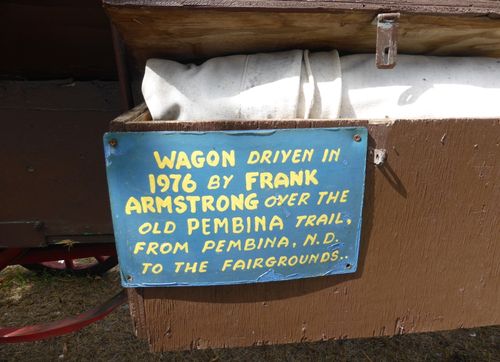 WAGON DRIVEN IN
1976 BY FRANK
ARMSTRONG OVER THE
OLD PEMBINA TRAIL,
FROM PEMBINA, N.D.
TO THE FAIRGROUNDS..